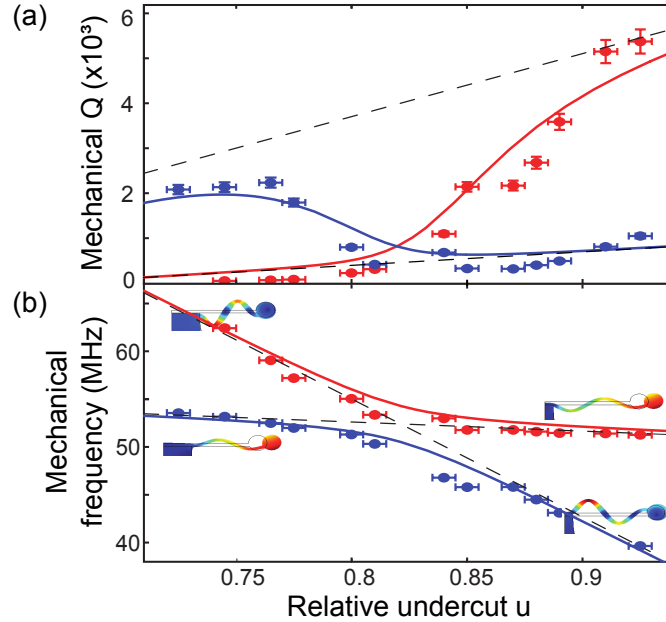 (a)
Mechanical Q (x10³)
6
4
2
0
(b)
Mechanical
frequency (MHz)
60
50
40
0.75
0.8
0.85
0.9
Relative undercut u